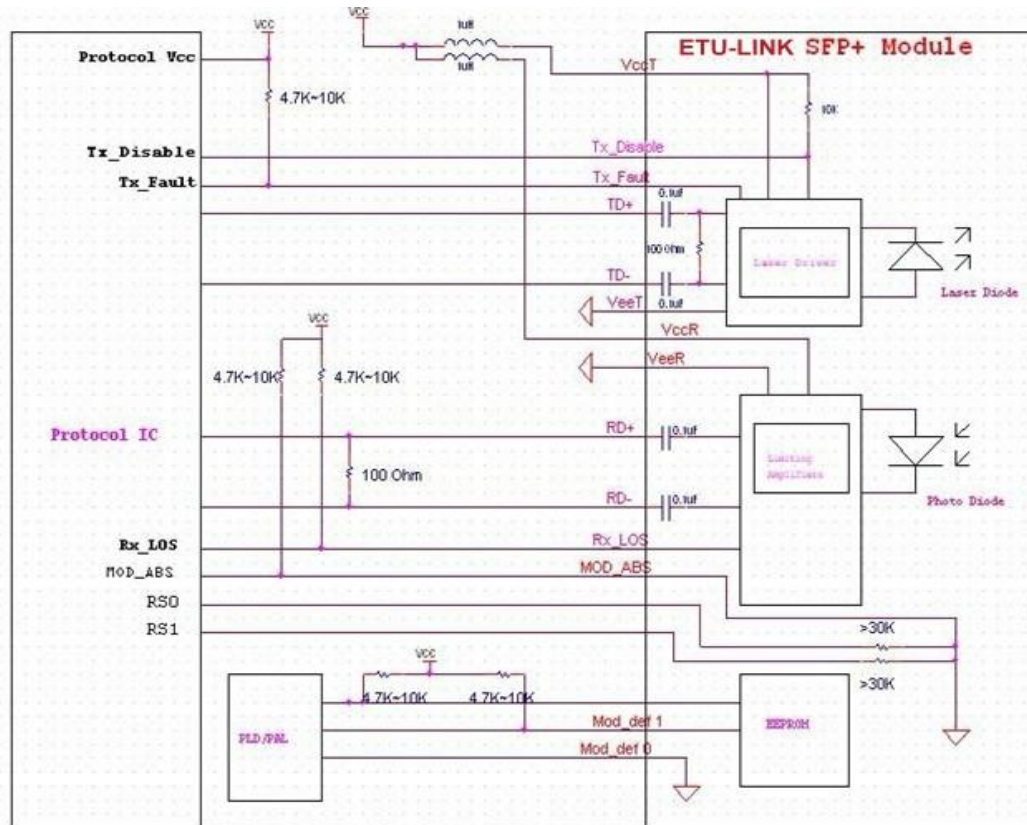 Vcc
1uH
1uH
Vcc
ETU-LINK SFP+ Module
Protocol Vcc
VccT
4.7K~10K
10K
Tx_Disable
Tx_Disable
Tx_Fault
Tx_Fault
0.1uf
TD+
100 Ohm
Laser Driver
TD-
0.1uf
Laser Diode
VeeT
Vcc
VccR
VeeR
4.7K~10K
4.7K~10K
Protocol IC
RD+
0.1uf
Limiting
Amplifiers
100 Ohm
RD-
0.1uf
Photo Diode
Rx_LOS
Rx_LOS
MOD_ABS
MOD_ABS
RS0
RS1
>30K
>30K
Vcc
4.7K~10K
4.7K~10K
PLD/PAL
Mod_def 1
EEPROM
Mod_def 0